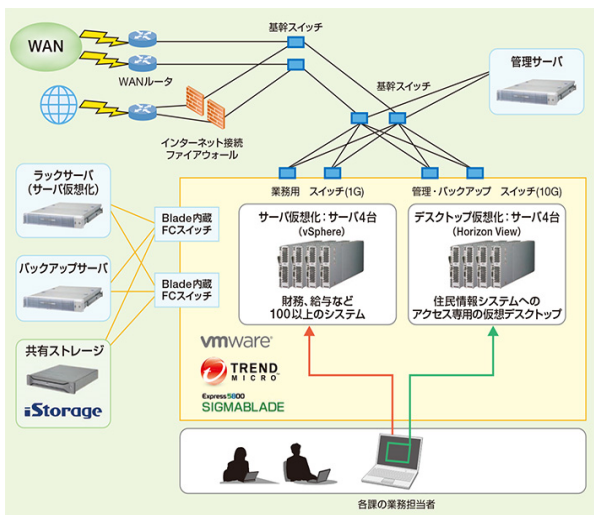 WAN
基幹スイッチ
WANルータ
基幹スイッチ
管理サーバ
インターネット接続
ファイアウォール
業務用 スイッチ(1G)
管理・バックアップ スイッチ(10G)
ラックサーバ
(サーバ仮想化)
Blade内蔵
FCスイッチ
バックアップサーバ
Blade内蔵
FCスイッチ
共有ストレージ
iStorage
サーバ仮想化:サーバ4台
(vSphere)
財務、給与など
100以上のシステム
デスクトップ仮想化:サーバ4台
(Horizon View)
住民情報システムへの
アクセス専用の仮想デスクトップ
vmware
TREND
MICRO
Express5800
SIGMABLADE
各課の業務担当者